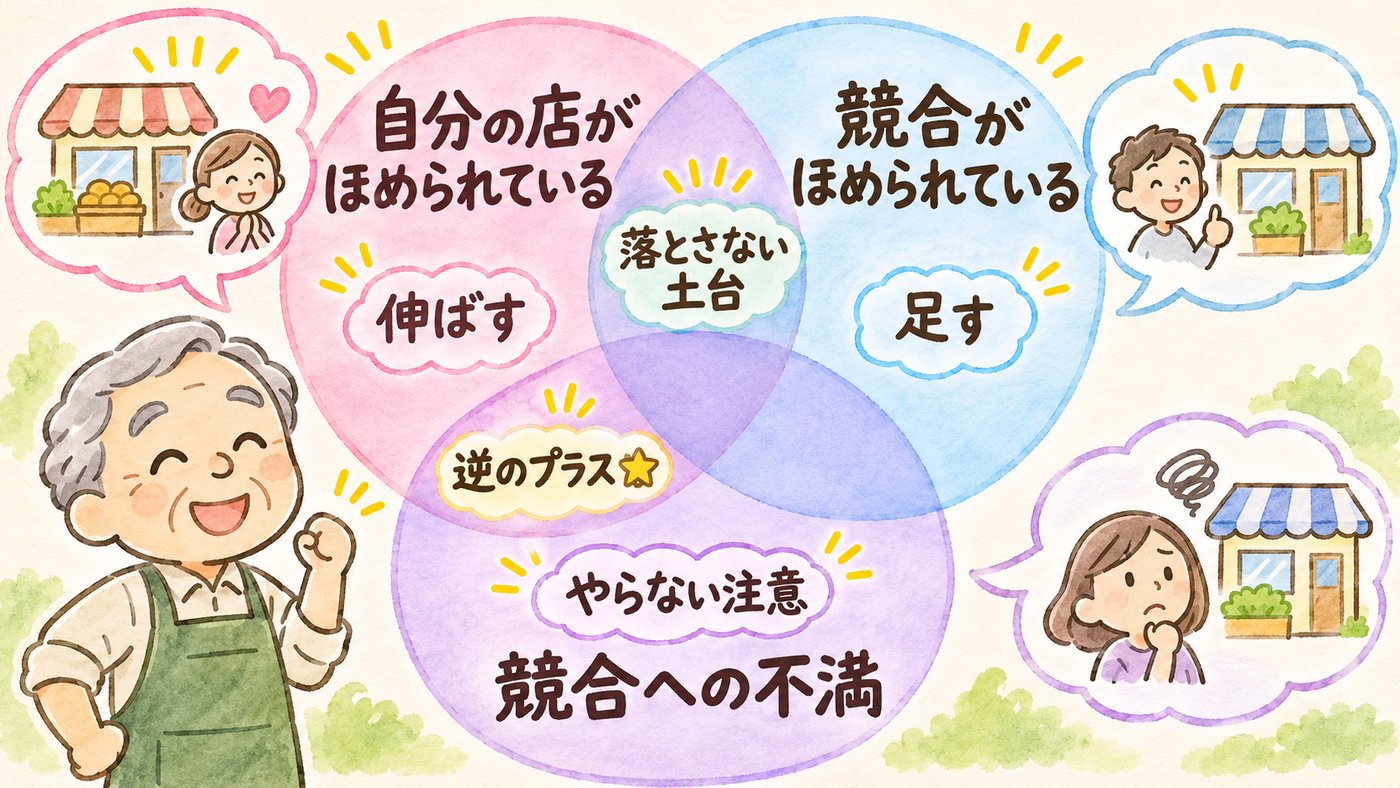 自分の店が
ほめられている
競合が
ほめられている
落とさない
土台
伸ばす
足す
逆のプラス
やらない注意
競合への不満